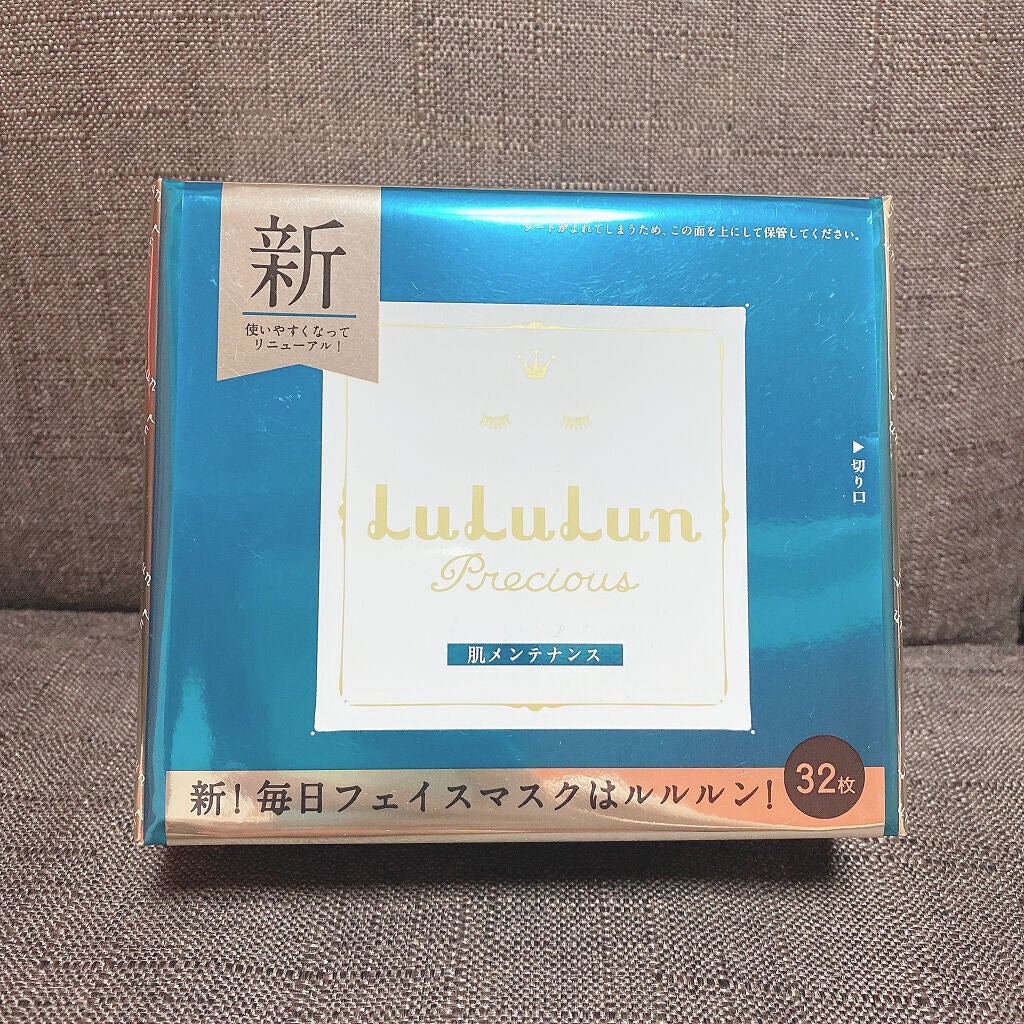 新
使いやすくなって
リニューアル！
シートがよれてしまうため、この面を上にして保管してください。
LuLuLun
Precious
肌メンテナンス
▶切り口
新！毎日フェイスマスクはルルルン！
32枚